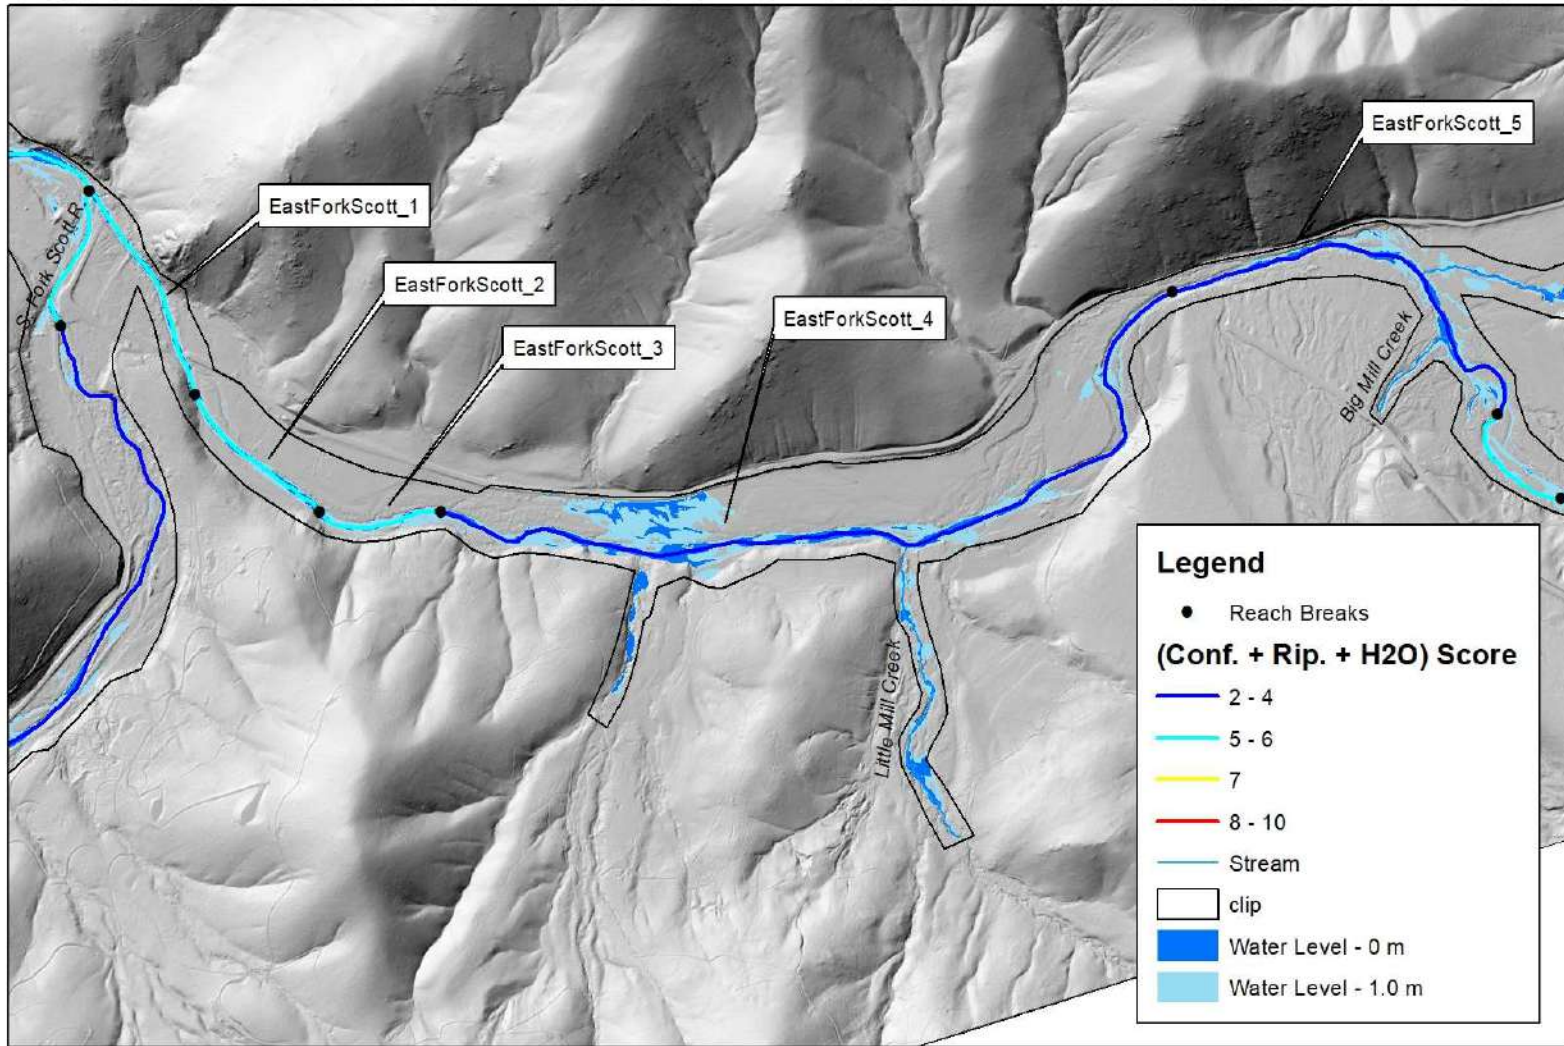 EastForkScott_5
EastForkScott_1
S. Fork Scott R.
EastForkScott_2
EastForkScott_4
EastForkScott_3
Big Mill Creek
Little Mill Creek
Legend
Reach Breaks
(Conf. + Rip. + H2O) Score
2 - 4
5 - 6
7
8 - 10
Stream
clip
Water Level - 0 m
Water Level - 1.0 m